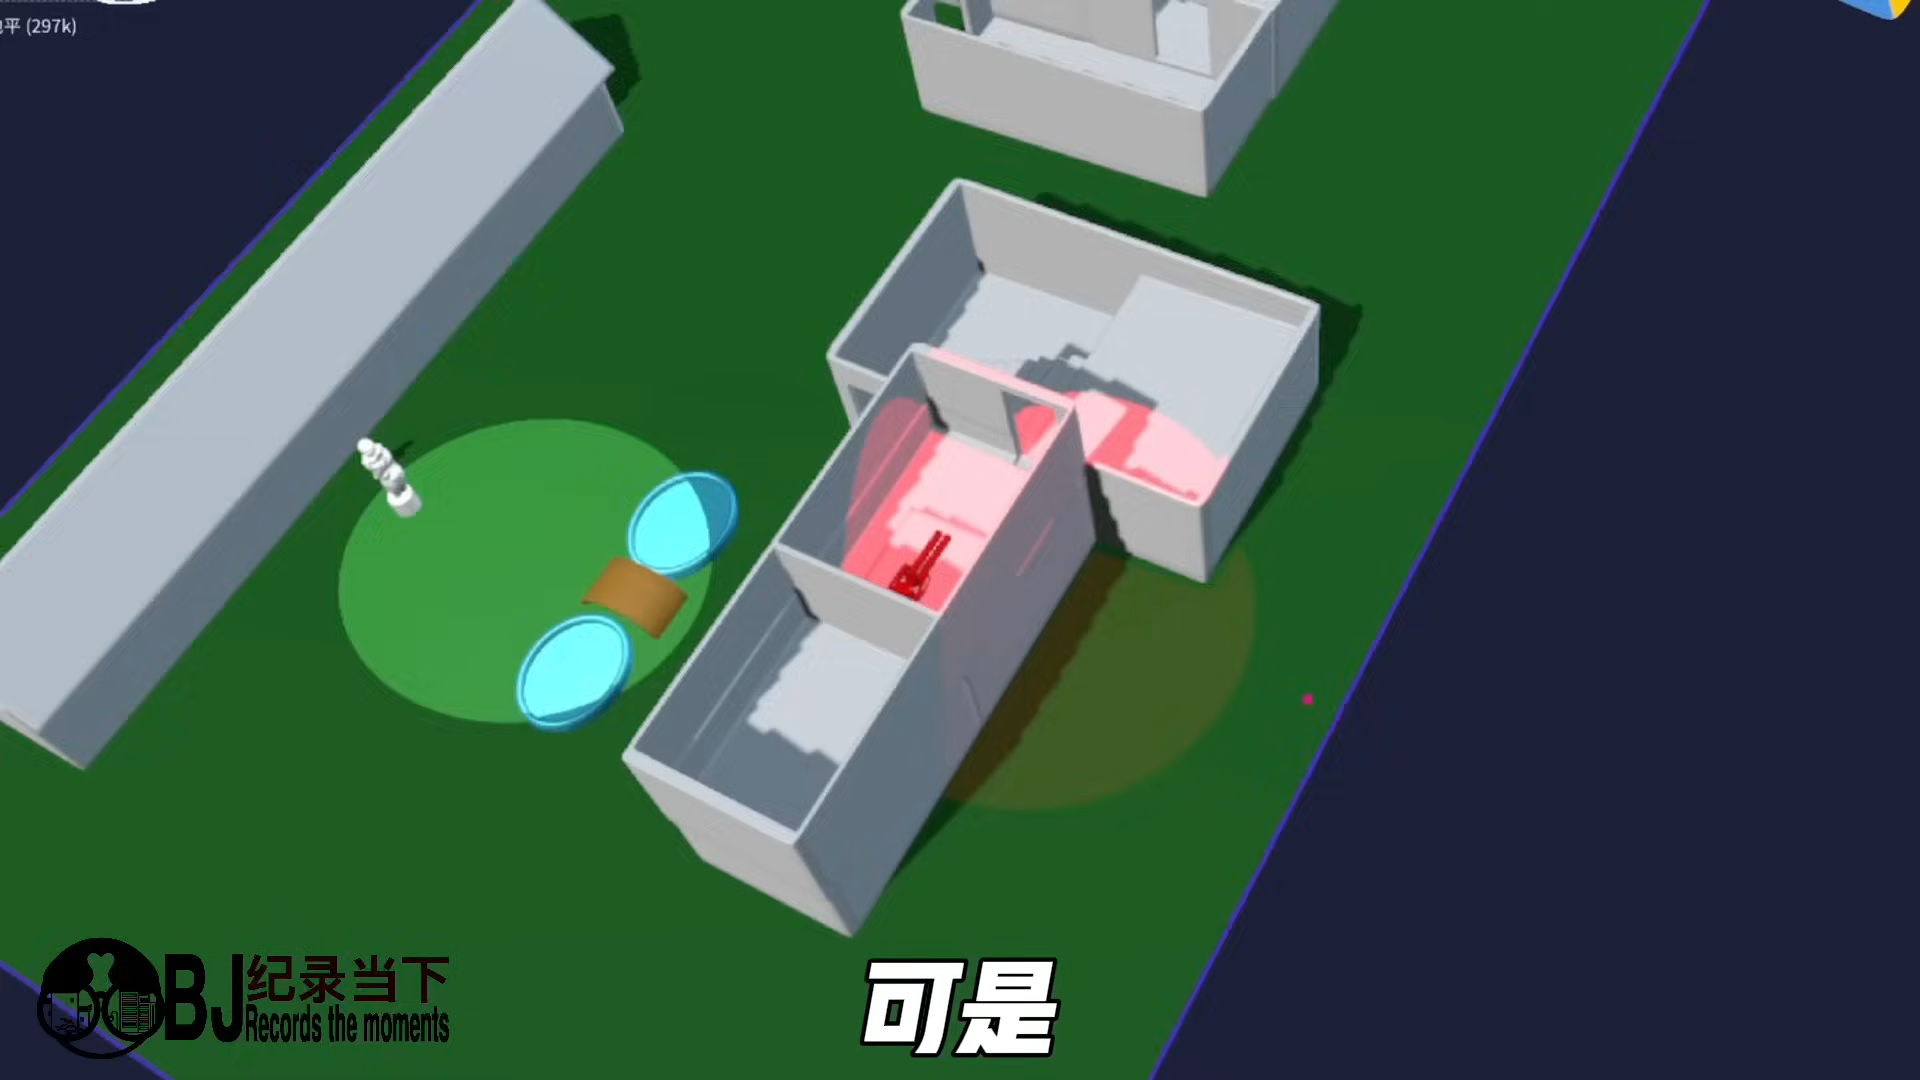 平 (297k)
BJ纪录当下
Records the moments
可是